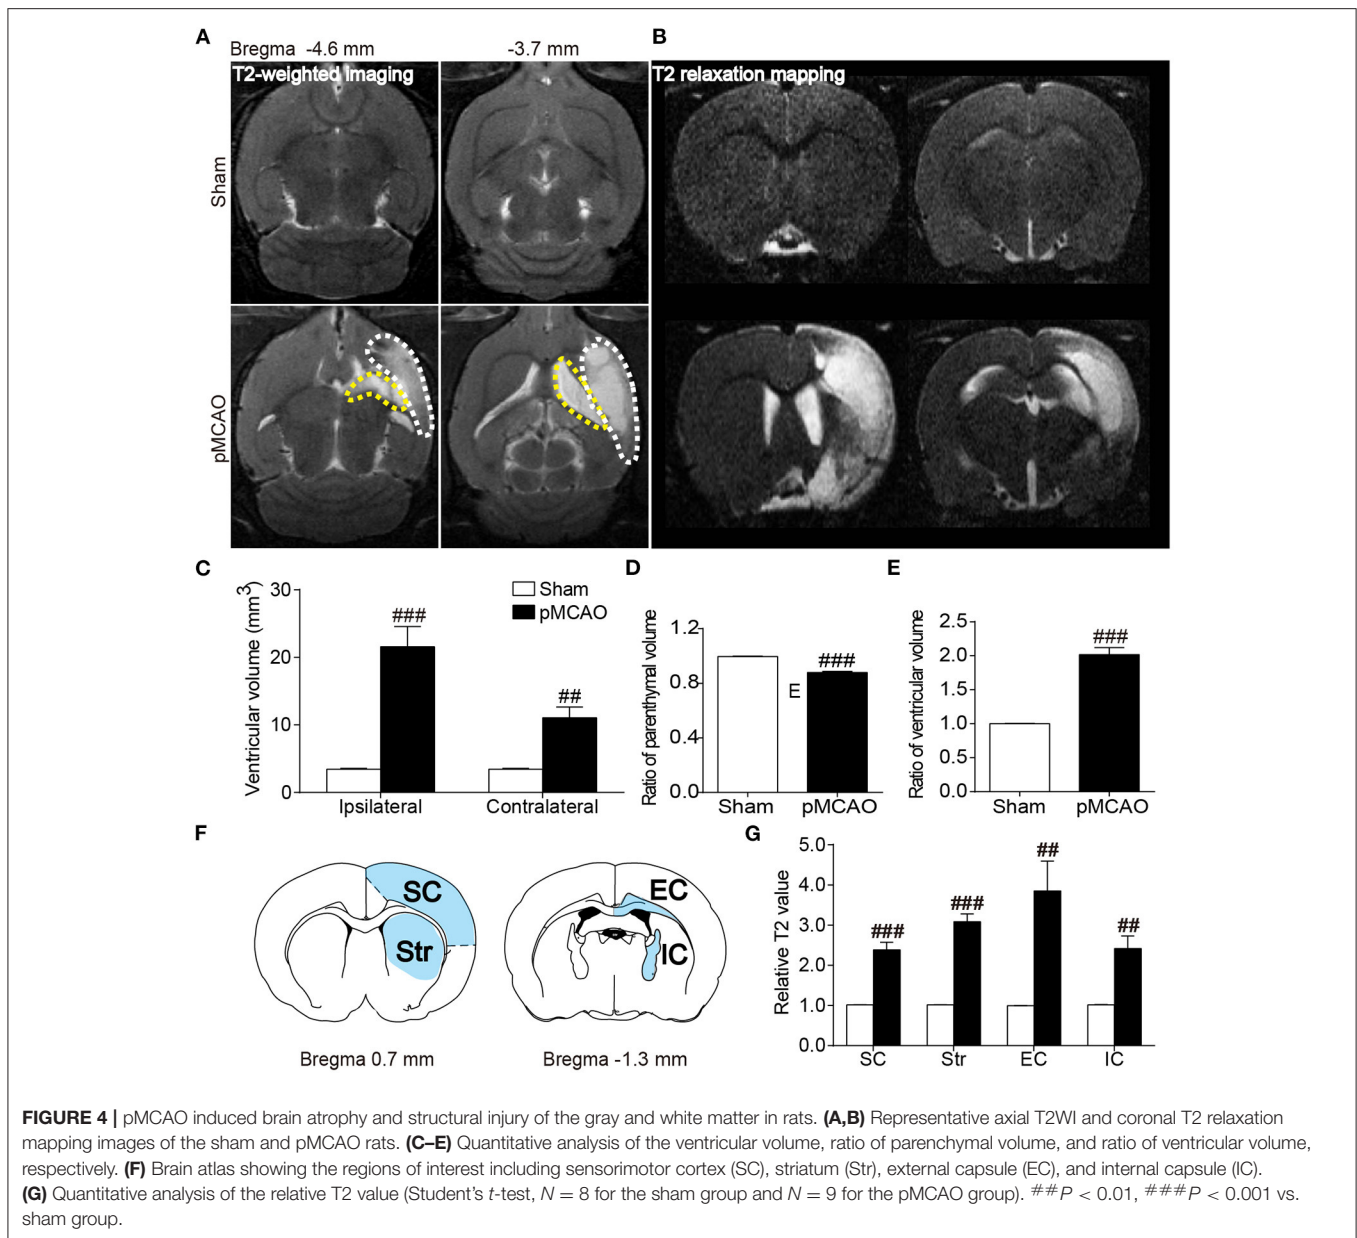 A
B
Bregma -4.6 mm
-3.7 mm
T2-weighted imaging
T2 relaxation mapping
Sham
pMCAO
C
D
E
Ventricular volume (mm3)
30
20
10
0
###
##
Sham
pMCAO
Ipsilateral
Contralateral
Ratio of parenthymal volume
1.2
0.8
0.4
0.0
###
E
Sham
pMCAO
Ratio of ventricular volume
2.5
2.0
1.5
1.0
0.5
0.0
###
Sham
pMCAO
F
SC
Str
EC
IC
Bregma 0.7 mm
Bregma -1.3 mm
G
Relative T2 value
5.0
4.0
3.0
2.0
1.0
0.0
###
###
##
##
SC
Str
EC
IC
FIGURE 4 | pMCAO induced brain atrophy and structural injury of the gray and white matter in rats. (A,B) Representative axial T2WI and coronal T2 relaxation
mapping images of the sham and pMCAO rats. (C–E) Quantitative analysis of the ventricular volume, ratio of parenchymal volume, and ratio of ventricular volume,
respectively. (F) Brain atlas showing the regions of interest including sensorimotor cortex (SC), striatum (Str), external capsule (EC), and internal capsule (IC).
(G) Quantitative analysis of the relative T2 value (Student's t-test, N = 8 for the sham group and N = 9 for the pMCAO group). ##P < 0.01, ###P < 0.001 vs.
sham group.